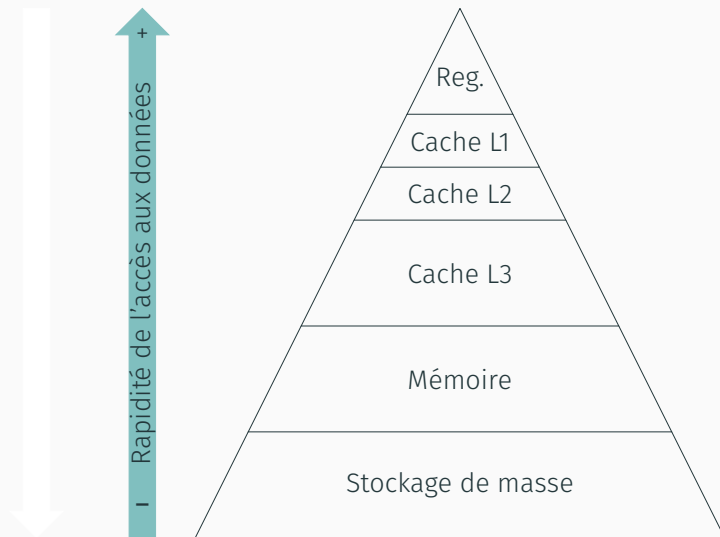 +
Rapidité de l'accès aux données
−
Reg.
Cache L1
Cache L2
Cache L3
Mémoire
Stockage de masse